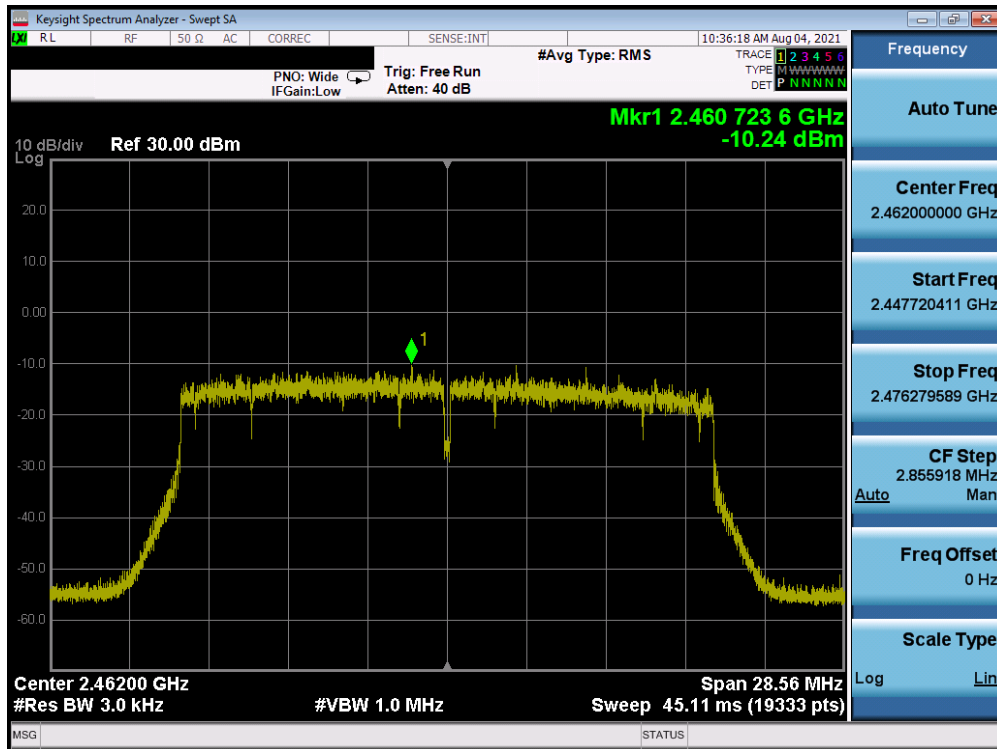 Keysight Spectrum Analyzer - Swept SA
LXI RL RF 50 Ω AC CORREC SENSE:INT 10:36:18 AM Aug 04, 2021
#Avg Type: RMS TRACE 1 2 3 4 5 6
PNO: Wide Trig: Free Run TYPE M WWWWW
IFGain:Low Atten: 40 dB DET P N N N N N
Mkr1 2.460 723 6 GHz
-10.24 dBm
10 dB/div Ref 30.00 dBm
Log
1
20.0
10.0
0.00
-10.0
-20.0
-30.0
-40.0
-50.0
-60.0
Center 2.46200 GHz Span 28.56 MHz
#Res BW 3.0 kHz #VBW 1.0 MHz Sweep 45.11 ms (19333 pts)
MSG STATUS
Frequency
Auto Tune
Center Freq
2.462000000 GHz
Start Freq
2.447720411 GHz
Stop Freq
2.476279589 GHz
CF Step
2.855918 MHz
Auto Man
Freq Offset
0 Hz
Scale Type
Log Lin